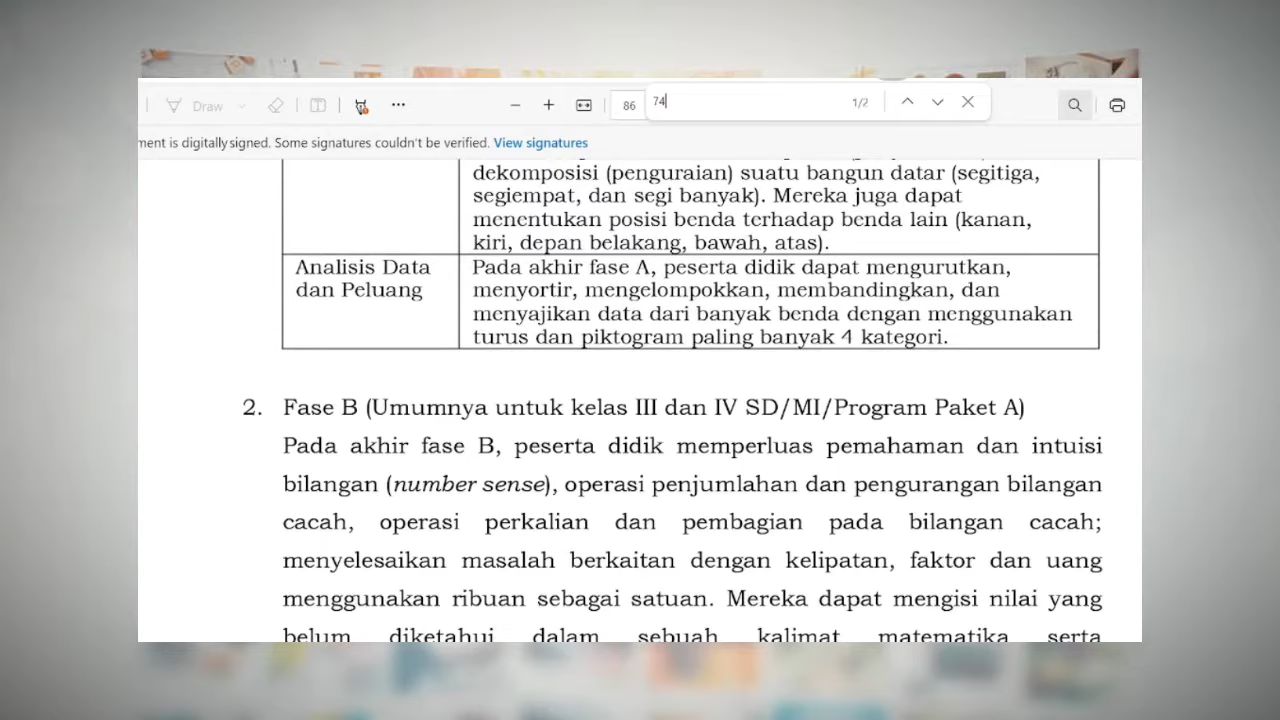 Draw
86
74
1/2
ment is digitally signed. Some signatures couldn't be verified. View signatures
dekomposisi (penguraian) suatu bangun datar (segitiga,
segiempat, dan segi banyak). Mereka juga dapat
menentukan posisi benda terhadap benda lain (kanan,
kiri, depan belakang, bawah, atas).
Analisis Data
dan Peluang
Pada akhir fase A, peserta didik dapat mengurutkan,
menyortir, mengelompokkan, membandingkan, dan
menyajikan data dari banyak benda dengan menggunakan
turus dan piktogram paling banyak 4 kategori.
2. Fase B (Umumnya untuk kelas III dan IV SD/MI/Program Paket A)
Pada akhir fase B, peserta didik memperluas pemahaman dan intuisi
bilangan (number sense), operasi penjumlahan dan pengurangan bilangan
cacah, operasi perkalian dan pembagian pada bilangan cacah;
menyelesaikan masalah berkaitan dengan kelipatan, faktor dan uang
menggunakan ribuan sebagai satuan. Mereka dapat mengisi nilai yang
belum diketahui dalam sebuah kalimat matematika serta